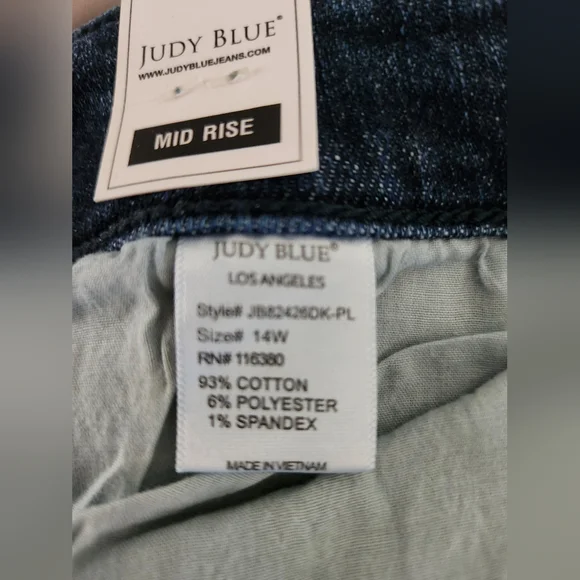 JUDY BLUE®
WWW.JUDYBLUEJEANS.COM
MID RISE
JUDY BLUE®
LOS ANGELES
Style# JB82426DK-PL
Size# 14W
RN# 116380
93% COTTON
6% POLYESTER
1% SPANDEX
MADE IN VIETNAM